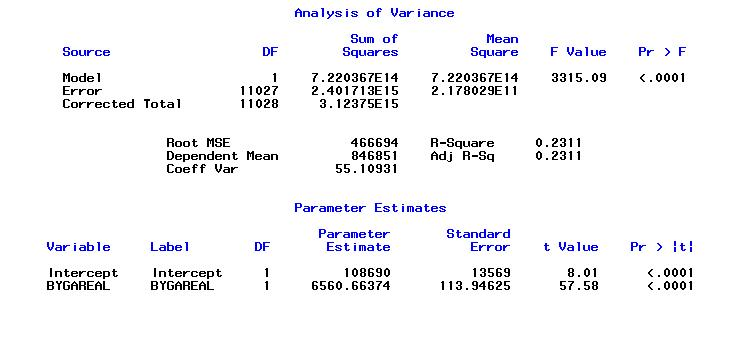 Analysis of Variance
Sum of Mean
Source DF Squares Square F Value Pr > F
Model 1 7.220367E14 7.220367E14 3315.09 <.0001
Error 11027 2.401713E15 2.178029E11
Corrected Total 11028 3.12375E15
Root MSE 466694 R-Square 0.2311
Dependent Mean 846851 Adj R-Sq 0.2311
Coeff Var 55.10931
Parameter Estimates
Parameter Standard
Variable Label DF Estimate Error t Value Pr > |t|
Intercept Intercept 1 108690 13569 8.01 <.0001
BYGAREAL BYGAREAL 1 6560.66374 113.94625 57.58 <.0001